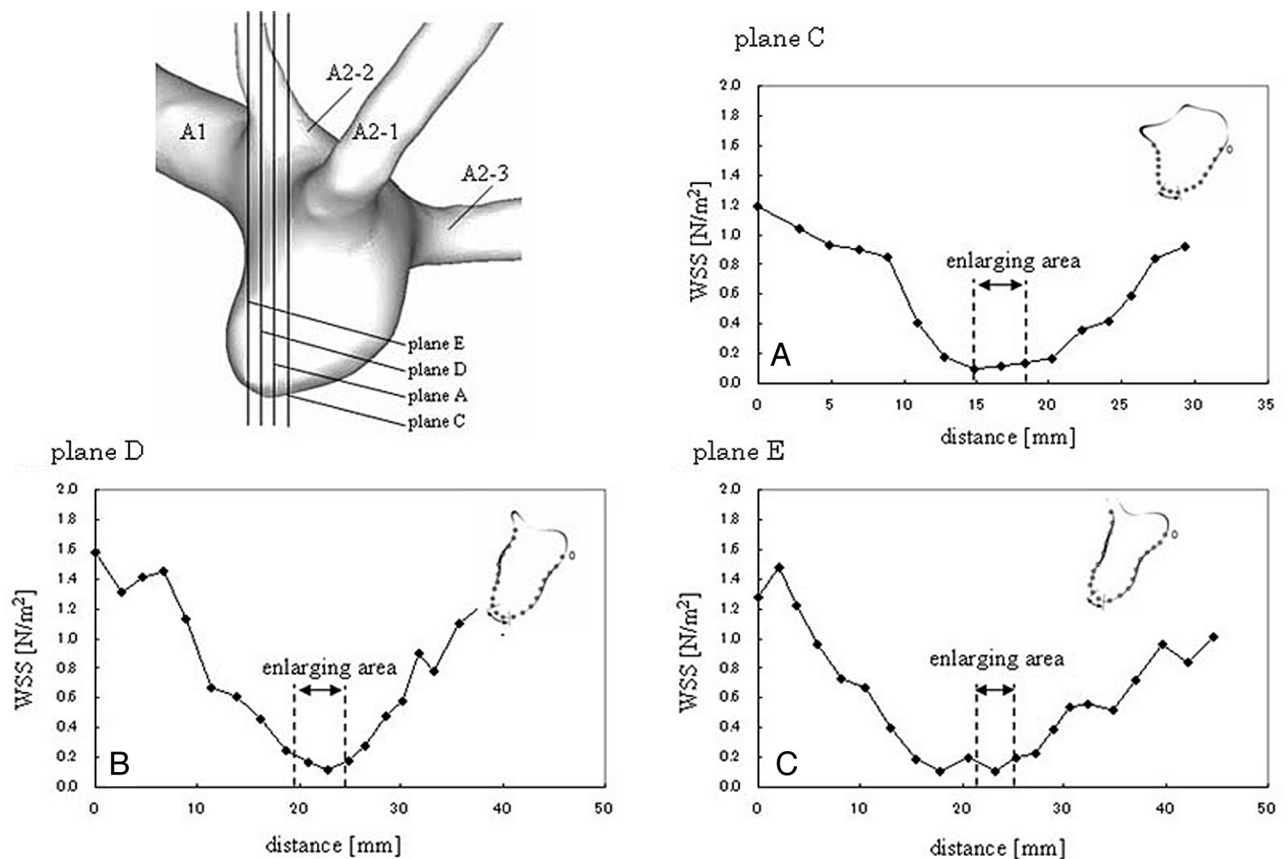 A1
A2-2
A2-1
A2-3
plane E
plane D
plane A
plane C
plane C
WSS [N/m²]
2.0
1.8
1.6
1.4
1.2
1.0
0.8
0.6
0.4
0.2
0.0
enlarging area
0
A
0 5 10 15 20 25 30 35
distance [mm]
plane D
WSS [N/m²]
2.0
1.8
1.6
1.4
1.2
1.0
0.8
0.6
0.4
0.2
0.0
enlarging area
0
B
0 10 20 30 40 50
distance [mm]
plane E
WSS [N/m²]
2.0
1.8
1.6
1.4
1.2
1.0
0.8
0.6
0.4
0.2
0.0
enlarging area
0
C
0 10 20 30 40 50
distance [mm]